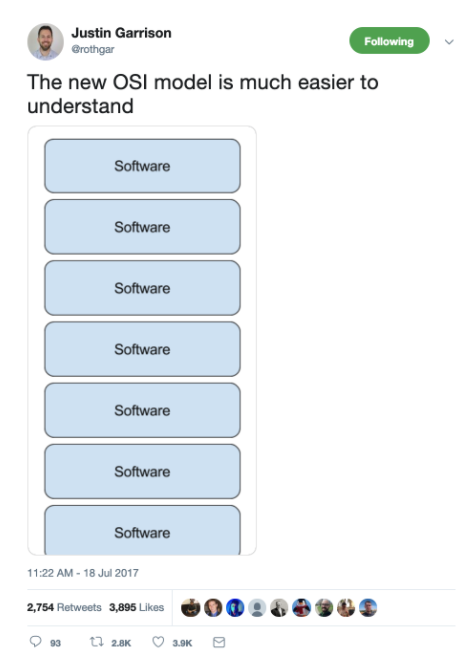 Justin Garrison
@rothgar
Following
The new OSI model is much easier to
understand
Software
Software
Software
Software
Software
Software
Software
11:22 AM - 18 Jul 2017
2,754 Retweets 3,895 Likes
93 2.8K 3.9K